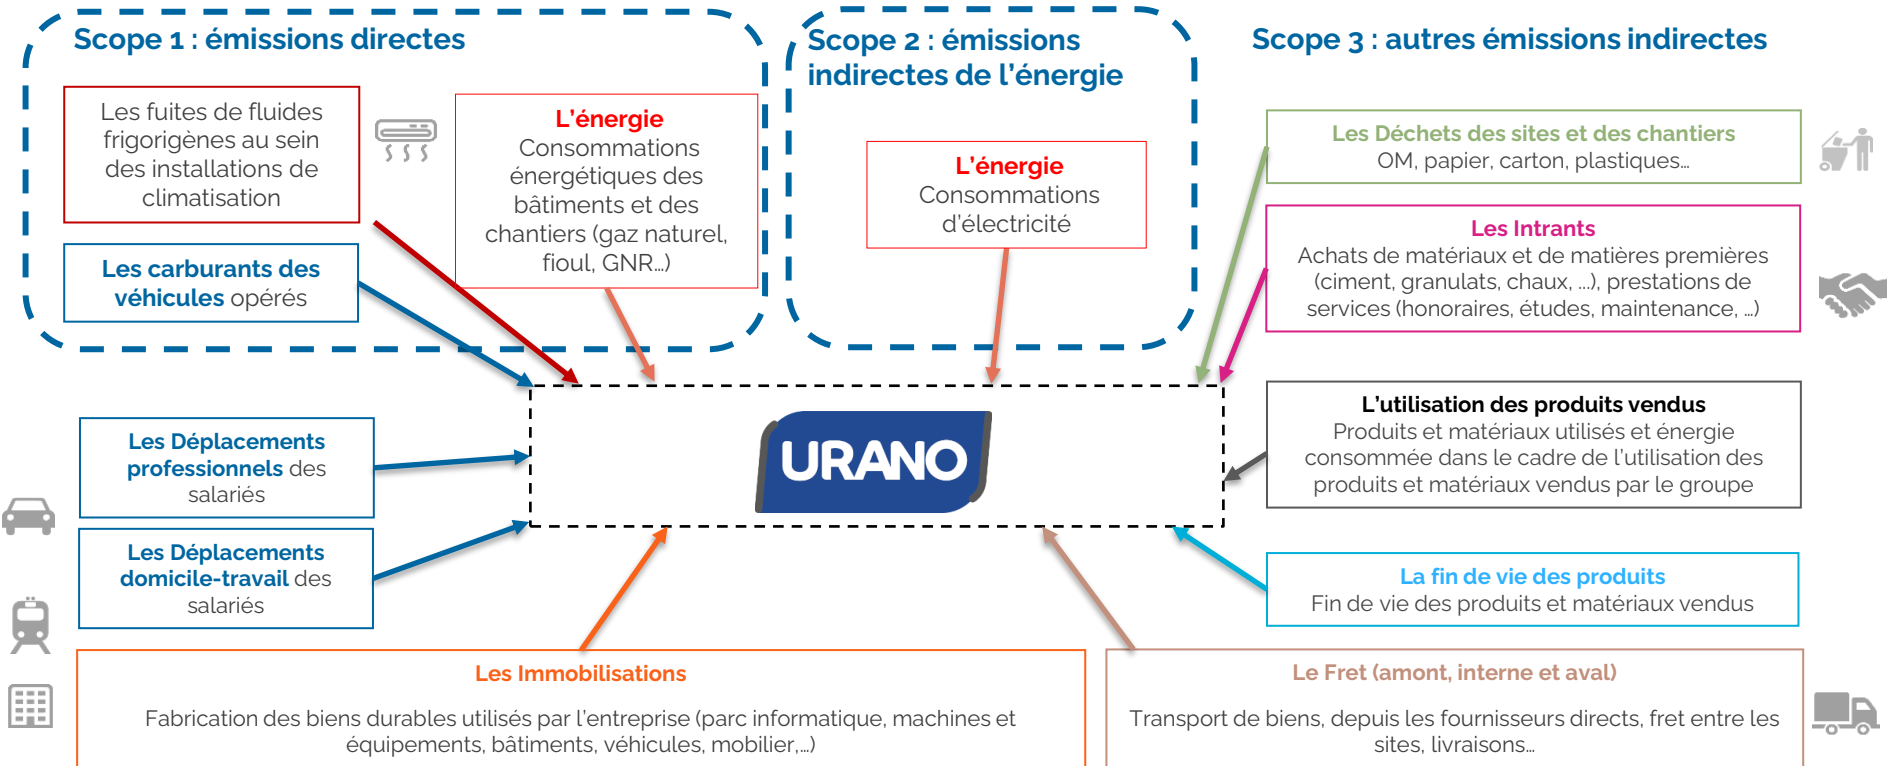 Scope 1 : émissions directes
Les fuites de fluides
frigorigènes au sein
des installations de
climatisation
L'énergie
Consommations
énergétiques des
bâtiments et des
chantiers (gaz naturel,
fioul, GNR…)
Les carburants des
véhicules opérés
Scope 2 : émissions
indirectes de l'énergie
L'énergie
Consommations
d'électricité
Scope 3 : autres émissions indirectes
Les Déchets des sites et des chantiers
OM, papier, carton, plastiques…
Les Intrants
Achats de matériaux et de matières premières
(ciment, granulats, chaux, ...), prestations de
services (honoraires, études, maintenance, …)
URANO
L'utilisation des produits vendus
Produits et matériaux utilisés et énergie
consommée dans le cadre de l'utilisation des
produits et matériaux vendus par le groupe
Les Déplacements
professionnels des
salariés
Les Déplacements
domicile-travail des
salariés
La fin de vie des produits
Fin de vie des produits et matériaux vendus
Les Immobilisations
Fabrication des biens durables utilisés par l'entreprise (parc informatique, machines et
équipements, bâtiments, véhicules, mobilier,…)
Le Fret (amont, interne et aval)
Transport de biens, depuis les fournisseurs directs, fret entre les
sites, livraisons…